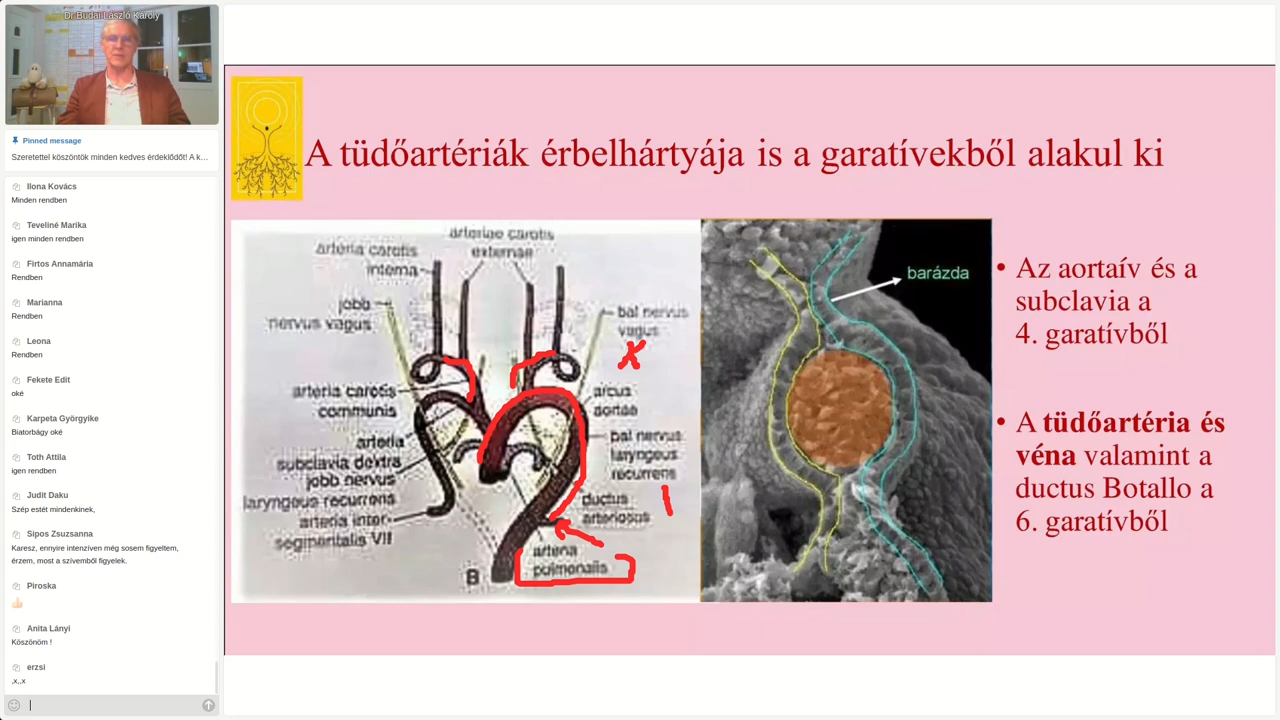 Dr Budai László Károly
Pinned message
Szeretettel köszöntök minden kedves érdeklődőt! A k…
Ilona Kovács
Minden rendben
Teveliné Marika
igen minden rendben
Firtos Annamária
Rendben
Marianna
Rendben
Leona
Rendben
Fekete Edit
oké
Karpeta Györgyike
Biatorbágy oké
Toth Attila
igen rendben
Judit Daku
Szép estét mindenkinek,
Sipos Zsuzsanna
Karesz, ennyire intenzíven még sosem figyeltem,
érzem, most a szívemből figyelek.
Piroska
Anita Lányi
Köszönöm !
erzsi
,x,,x
A tüdőartériák érbelhártyája is a garatívekből alakul ki
arteria carotis
interna
arteriae carotis
externae
jobb
nervus vagus
bal nervus
vagus
x
arteria carotis
communis
arteria
subclavia dextra
jobb nervus
laryngeus recurrens
arteria inter-
segmentalis VII
arcus
aortae
bal nervus
laryngeus
recurrens
ductus
arteriosus
arteria
pulmonalis
B
barázda
• Az aortaív és a
subclavia a
4. garatívből
• A tüdőartéria és
véna valamint a
ductus Botallo a
6. garatívből